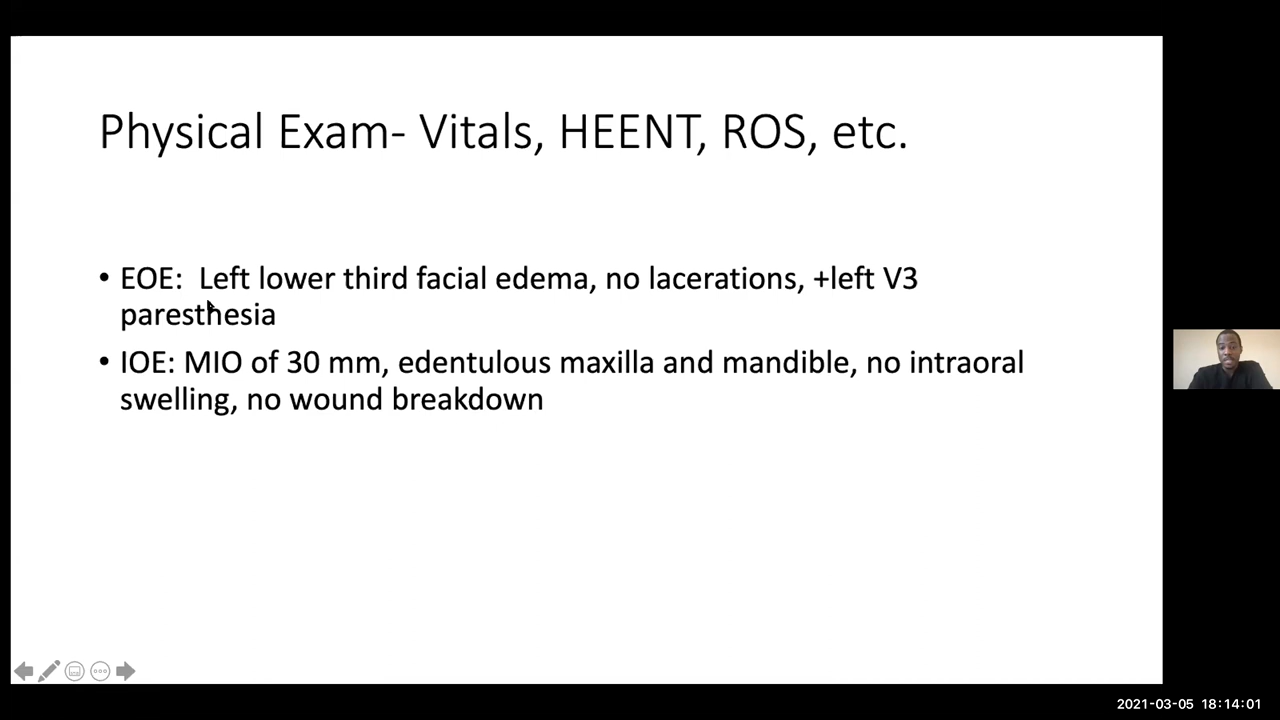 Physical Exam- Vitals, HEENT, ROS, etc.
• EOE:  Left lower third facial edema, no lacerations, +left V3
paresthesia
• IOE: MIO of 30 mm, edentulous maxilla and mandible, no intraoral
swelling, no wound breakdown
2021-03-05 18:14:01